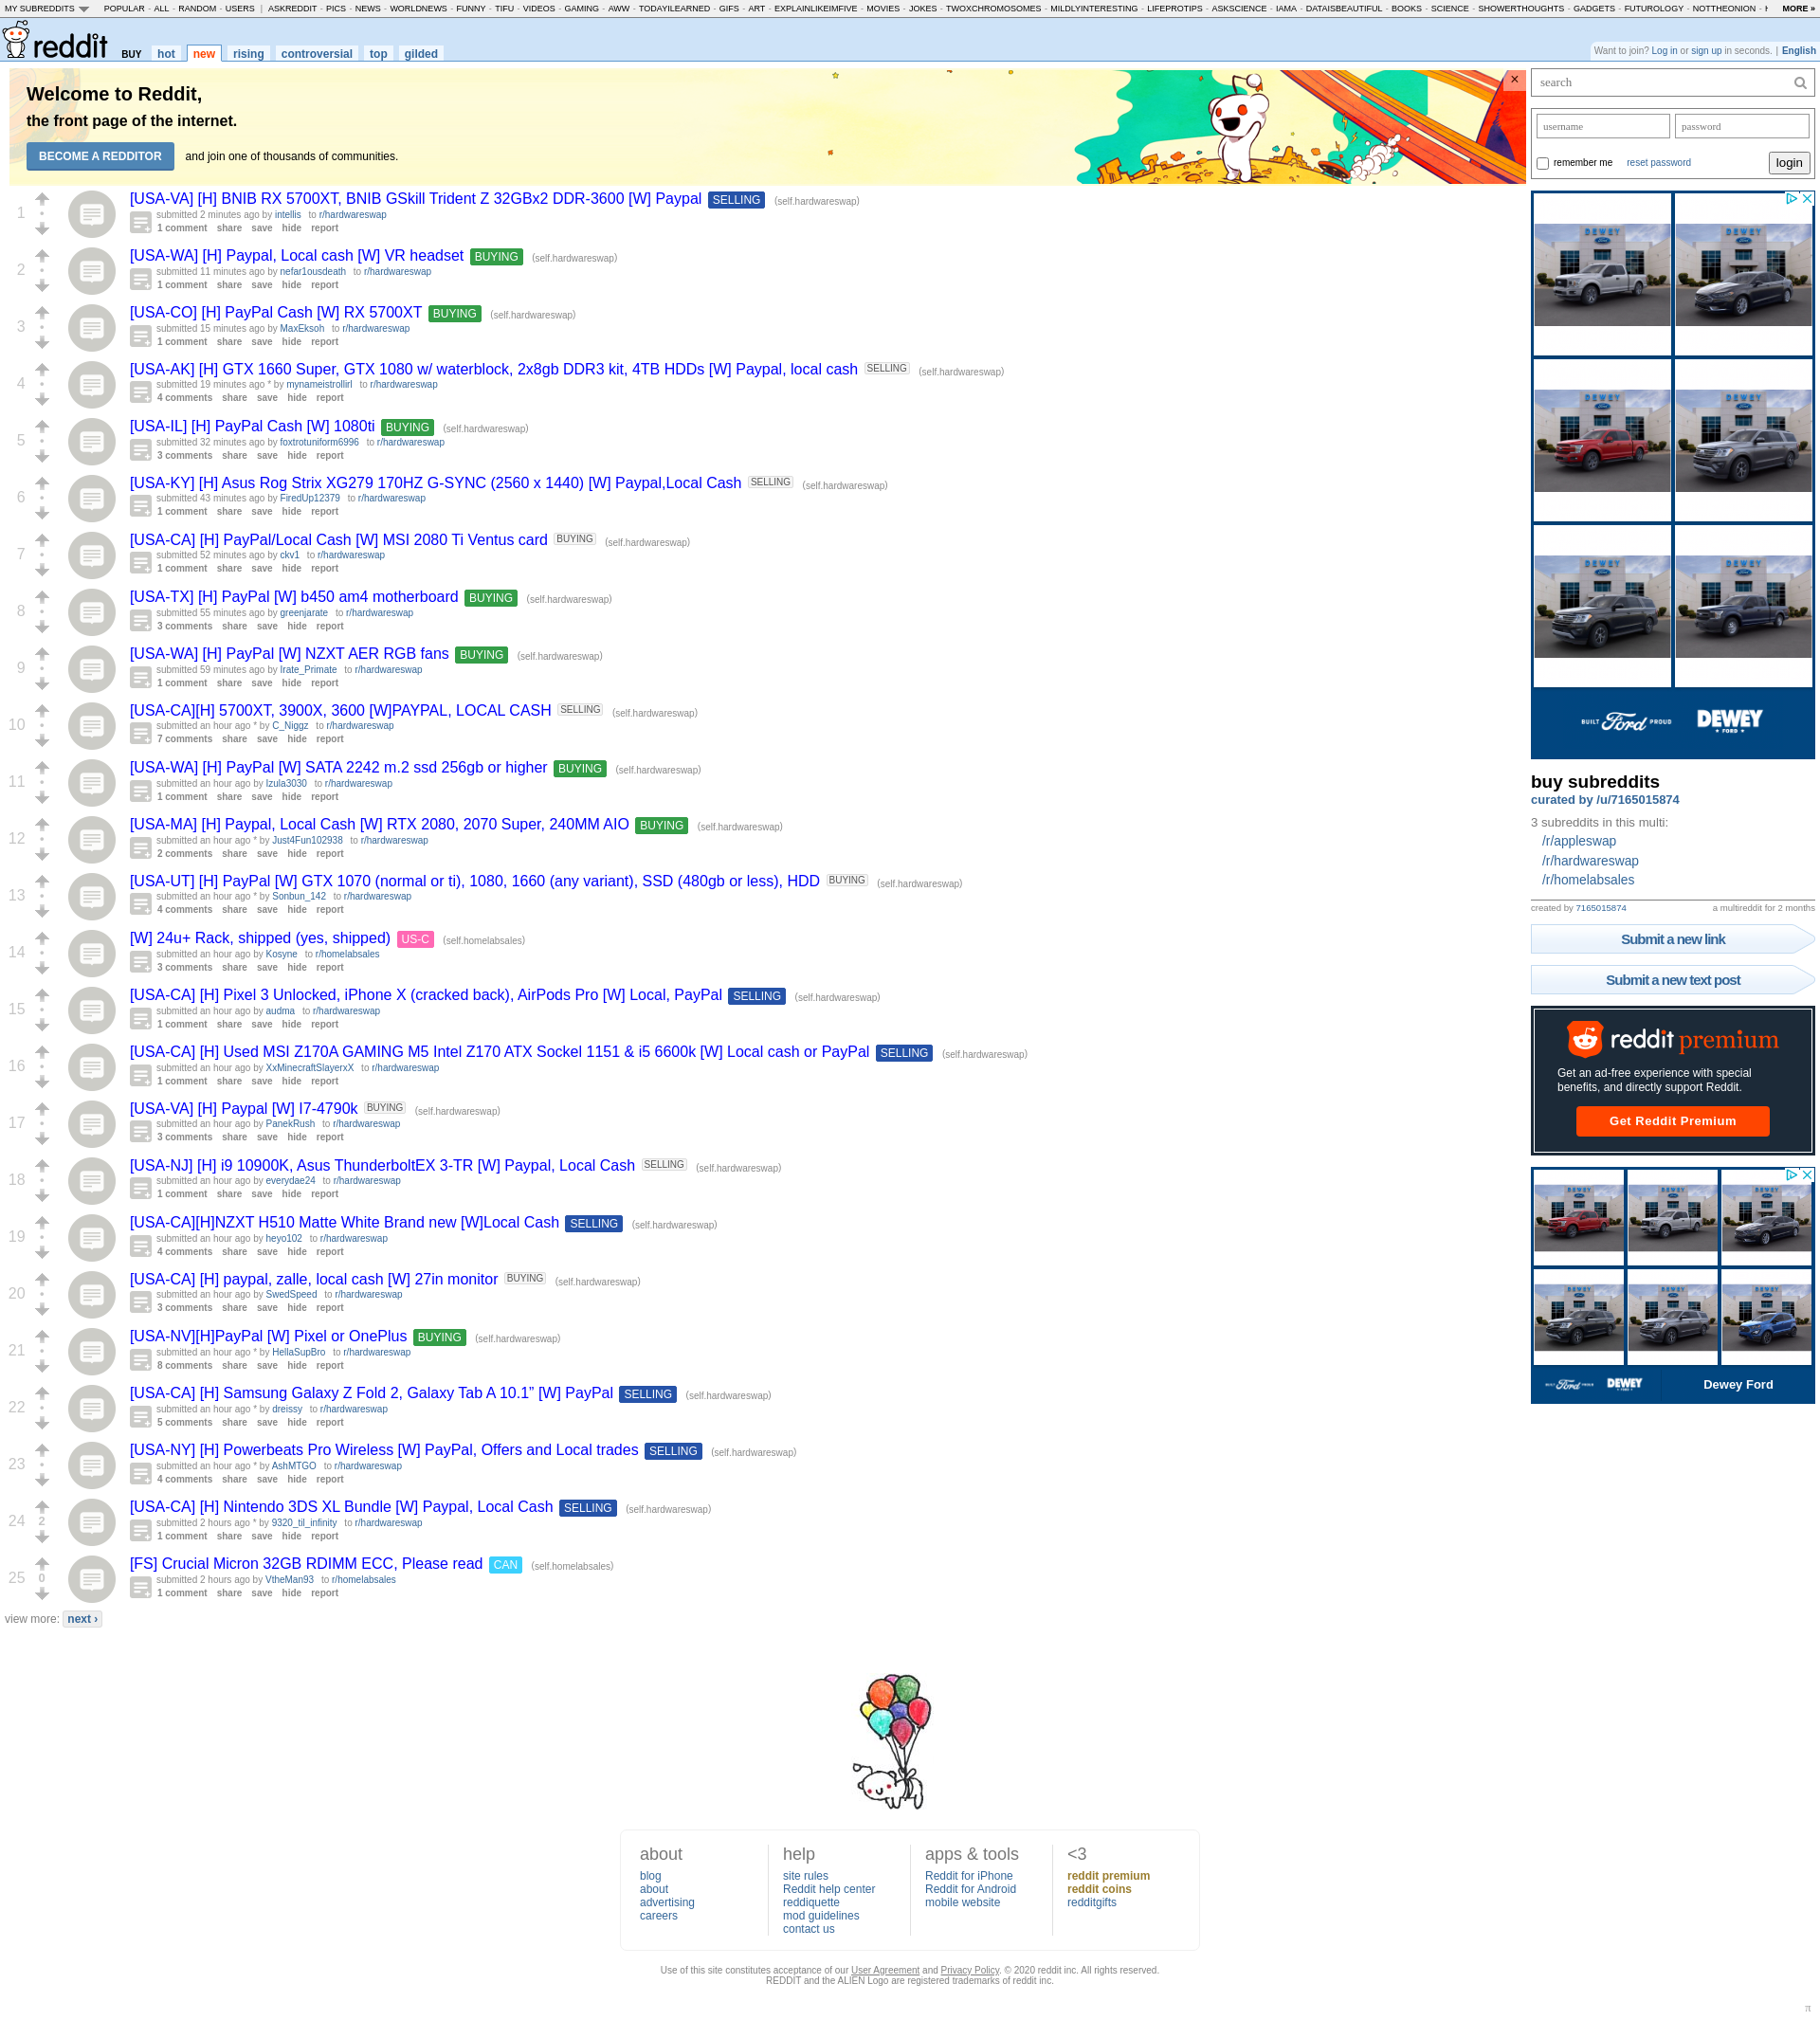 MY SUBREDDITS POPULAR - ALL - RANDOM - USERS | ASKREDDIT - PICS - NEWS - WORLDNEWS - FUNNY - TIFU - VIDEOS - GAMING - AWW - TODAYILEARNED - GIFS - ART - EXPLAINLIKEIMFIVE - MOVIES - JOKES - TWOXCHROMOSOMES - MILDLYINTERESTING - LIFEPROTIPS - ASKSCIENCE - IAMA - DATAISBEAUTIFUL - BOOKS - SCIENCE - SHOWERTHOUGHTS - GADGETS - FUTUROLOGY - NOTTHEONION - MORE »
reddit BUY hot new rising controversial top gilded
Want to join? Log in or sign up in seconds. | English
Welcome to Reddit,
the front page of the internet.
BECOME A REDDITOR and join one of thousands of communities.
×
1
[USA-VA] [H] BNIB RX 5700XT, BNIB GSkill Trident Z 32GBx2 DDR-3600 [W] Paypal SELLING (self.hardwareswap)
submitted 2 minutes ago by intellis to r/hardwareswap
1 comment share save hide report
2
[USA-WA] [H] Paypal, Local cash [W] VR headset BUYING (self.hardwareswap)
submitted 11 minutes ago by nefar1ousdeath to r/hardwareswap
1 comment share save hide report
3
[USA-CO] [H] PayPal Cash [W] RX 5700XT BUYING (self.hardwareswap)
submitted 15 minutes ago by MaxEksoh to r/hardwareswap
1 comment share save hide report
4
[USA-AK] [H] GTX 1660 Super, GTX 1080 w/ waterblock, 2x8gb DDR3 kit, 4TB HDDs [W] Paypal, local cash SELLING (self.hardwareswap)
submitted 19 minutes ago * by mynameistrollirl to r/hardwareswap
4 comments share save hide report
5
[USA-IL] [H] PayPal Cash [W] 1080ti BUYING (self.hardwareswap)
submitted 32 minutes ago by foxtrotuniform6996 to r/hardwareswap
3 comments share save hide report
6
[USA-KY] [H] Asus Rog Strix XG279 170HZ G-SYNC (2560 x 1440) [W] Paypal,Local Cash SELLING (self.hardwareswap)
submitted 43 minutes ago by FiredUp12379 to r/hardwareswap
1 comment share save hide report
7
[USA-CA] [H] PayPal/Local Cash [W] MSI 2080 Ti Ventus card BUYING (self.hardwareswap)
submitted 52 minutes ago by ckv1 to r/hardwareswap
1 comment share save hide report
8
[USA-TX] [H] PayPal [W] b450 am4 motherboard BUYING (self.hardwareswap)
submitted 55 minutes ago by greenjarate to r/hardwareswap
3 comments share save hide report
9
[USA-WA] [H] PayPal [W] NZXT AER RGB fans BUYING (self.hardwareswap)
submitted 59 minutes ago by Irate_Primate to r/hardwareswap
1 comment share save hide report
10
[USA-CA][H] 5700XT, 3900X, 3600 [W]PAYPAL, LOCAL CASH SELLING (self.hardwareswap)
submitted an hour ago * by C_Niggz to r/hardwareswap
7 comments share save hide report
11
[USA-WA] [H] PayPal [W] SATA 2242 m.2 ssd 256gb or higher BUYING (self.hardwareswap)
submitted an hour ago by Izula3030 to r/hardwareswap
1 comment share save hide report
12
[USA-MA] [H] Paypal, Local Cash [W] RTX 2080, 2070 Super, 240MM AIO BUYING (self.hardwareswap)
submitted an hour ago * by Just4Fun102938 to r/hardwareswap
2 comments share save hide report
13
[USA-UT] [H] PayPal [W] GTX 1070 (normal or ti), 1080, 1660 (any variant), SSD (480gb or less), HDD BUYING (self.hardwareswap)
submitted an hour ago * by Sonbun_142 to r/hardwareswap
4 comments share save hide report
14
[W] 24u+ Rack, shipped (yes, shipped) US-C (self.homelabsales)
submitted an hour ago by Kosyne to r/homelabsales
3 comments share save hide report
15
[USA-CA] [H] Pixel 3 Unlocked, iPhone X (cracked back), AirPods Pro [W] Local, PayPal SELLING (self.hardwareswap)
submitted an hour ago by audma to r/hardwareswap
1 comment share save hide report
16
[USA-CA] [H] Used MSI Z170A GAMING M5 Intel Z170 ATX Sockel 1151 & i5 6600k [W] Local cash or PayPal SELLING (self.hardwareswap)
submitted an hour ago by XxMinecraftSlayerxX to r/hardwareswap
1 comment share save hide report
17
[USA-VA] [H] Paypal [W] I7-4790k BUYING (self.hardwareswap)
submitted an hour ago by PanekRush to r/hardwareswap
3 comments share save hide report
18
[USA-NJ] [H] i9 10900K, Asus ThunderboltEX 3-TR [W] Paypal, Local Cash SELLING (self.hardwareswap)
submitted an hour ago by everydae24 to r/hardwareswap
1 comment share save hide report
19
[USA-CA][H]NZXT H510 Matte White Brand new [W]Local Cash SELLING (self.hardwareswap)
submitted an hour ago by heyo102 to r/hardwareswap
4 comments share save hide report
20
[USA-CA] [H] paypal, zalle, local cash [W] 27in monitor BUYING (self.hardwareswap)
submitted an hour ago by SwedSpeed to r/hardwareswap
3 comments share save hide report
21
[USA-NV][H]PayPal [W] Pixel or OnePlus BUYING (self.hardwareswap)
submitted an hour ago * by HellaSupBro to r/hardwareswap
8 comments share save hide report
22
[USA-CA] [H] Samsung Galaxy Z Fold 2, Galaxy Tab A 10.1” [W] PayPal SELLING (self.hardwareswap)
submitted an hour ago * by dreissy to r/hardwareswap
5 comments share save hide report
23
[USA-NY] [H] Powerbeats Pro Wireless [W] PayPal, Offers and Local trades SELLING (self.hardwareswap)
submitted an hour ago * by AshMTGO to r/hardwareswap
4 comments share save hide report
24 2
[USA-CA] [H] Nintendo 3DS XL Bundle [W] Paypal, Local Cash SELLING (self.hardwareswap)
submitted 2 hours ago * by 9320_til_infinity to r/hardwareswap
1 comment share save hide report
25 0
[FS] Crucial Micron 32GB RDIMM ECC, Please read CAN (self.homelabsales)
submitted 2 hours ago by VtheMan93 to r/homelabsales
1 comment share save hide report
view more: next ›
search
username password
remember me reset password login
DEWEY DEWEY
DEWEY DEWEY
DEWEY DEWEY
BUILT Ford PROUD DEWEY FORD
buy subreddits
curated by /u/7165015874
3 subreddits in this multi:
/r/appleswap
/r/hardwareswap
/r/homelabsales
created by 7165015874 a multireddit for 2 months
Submit a new link
Submit a new text post
reddit premium
Get an ad-free experience with special
benefits, and directly support Reddit.
Get Reddit Premium
Ford DEWEY Dewey Ford
about
blog
about
advertising
careers
help
site rules
Reddit help center
reddiquette
mod guidelines
contact us
apps & tools
Reddit for iPhone
Reddit for Android
mobile website
<3
reddit premium
reddit coins
redditgifts
Use of this site constitutes acceptance of our User Agreement and Privacy Policy. © 2020 reddit inc. All rights reserved.
REDDIT and the ALIEN Logo are registered trademarks of reddit inc.
π